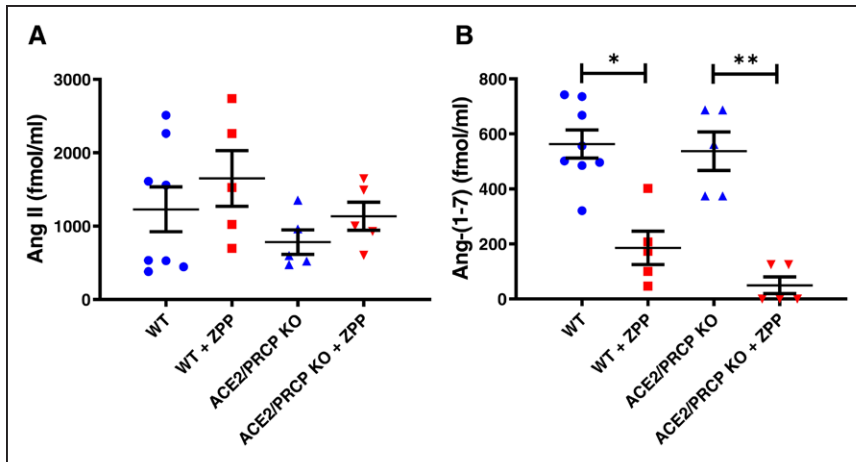 A
Ang II (fmol/ml)
3000
2000
1000
0
WT
WT + ZPP
ACE2/PRCP KO
ACE2/PRCP KO + ZPP
B
Ang-(1-7) (fmol/ml)
800
600
400
200
0
*
**
WT
WT + ZPP
ACE2/PRCP KO
ACE2/PRCP KO + ZPP